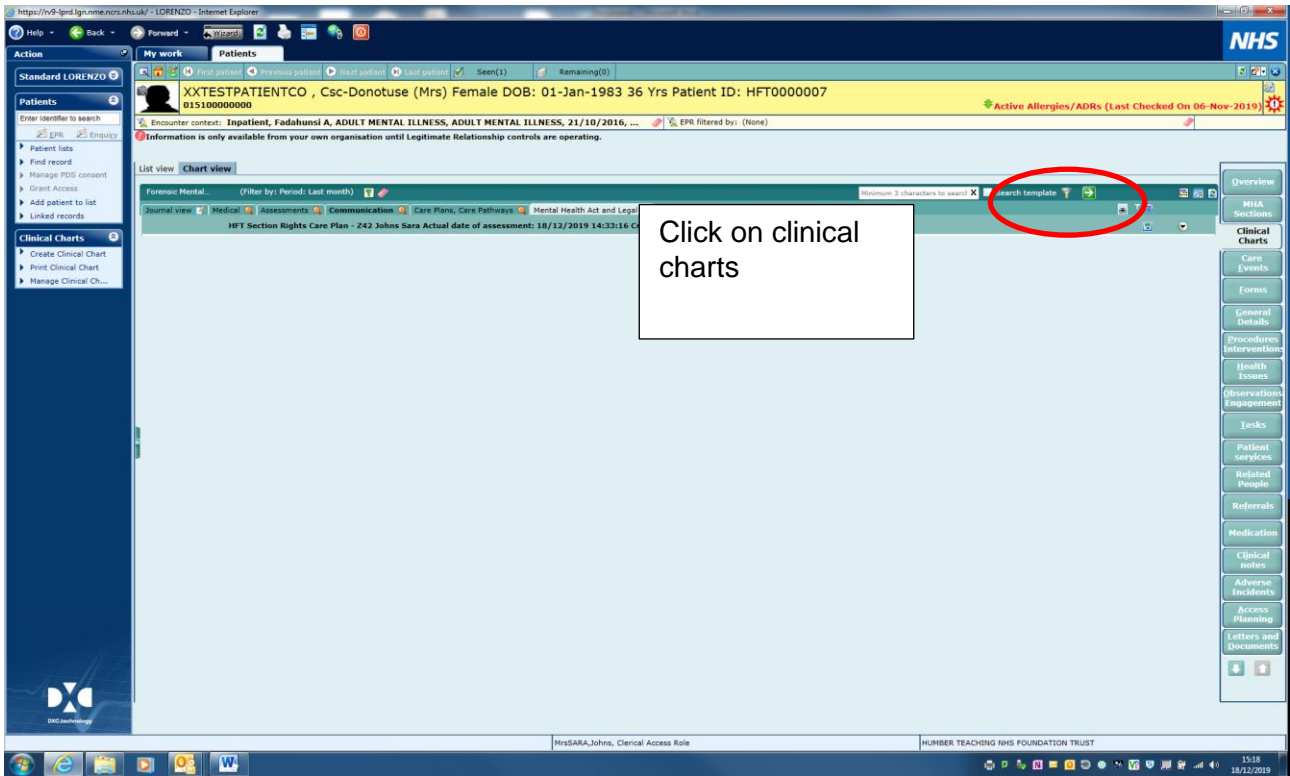 https://nv9-lprd.lgn.nme.ncrs.nhs.uk/ - LORENZO - Internet Explorer
Help Back Forward Wizard
NHS
Action
My work Patients
First patient Previous patient Next patient Last patient Seen(1) Remaining(0)
XXTESTPATIENTCO , Csc-Donotuse (Mrs) Female DOB: 01-Jan-1983 36 Yrs Patient ID: HFT0000007
015100000000
Active Allergies/ADRs (Last Checked On 06-Nov-2019)
Encounter context: Inpatient, Fadahunsi A, ADULT MENTAL ILLNESS, ADULT MENTAL ILLNESS, 21/10/2016, ... EPR filtered by: (None)
Information is only available from your own organisation until Legitimate Relationship controls are operating.
Standard LORENZO
Patients
Enter identifier to search
EPR Enquiry
Patient lists
Find record
Manage PDS consent
Grant Access
Add patient to list
Linked records
Clinical Charts
Create Clinical Chart
Print Clinical Chart
Manage Clinical Ch...
List view Chart view
Forensic Mental... (Filter by: Period: Last month) Minimum 3 characters to search X Search template
Journal view Medical Assessments Communication Care Plans, Care Pathways Mental Health Act and Legal
HFT Section Rights Care Plan - Z42 Johns Sara Actual date of assessment: 18/12/2019 14:33:16
Click on clinical
charts
Overview
MHA
Sections
Clinical
Charts
Care
Events
Forms
General
Details
Procedures
Interventions
Health
Issues
Observations
Engagement
Tasks
Patient
services
Related
People
Referrals
Medication
Clinical
notes
Adverse
Incidents
Access
Planning
Letters and
Documents
DXC.technology
MrsSARA,Johns, Clerical Access Role
HUMBER TEACHING NHS FOUNDATION TRUST
15:18
18/12/2019